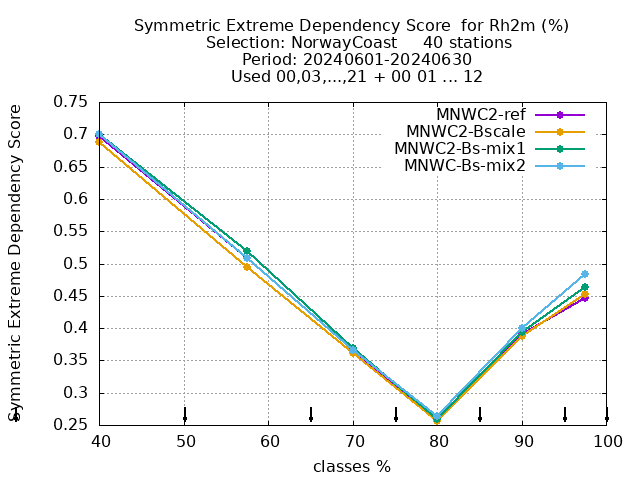 Symmetric Extreme Dependency Score  for Rh2m (%)
Selection: NorwayCoast     40 stations
Period: 20240601-20240630
Used 00,03,...,21 + 00 01 ... 12
Symmetric Extreme Dependency Score
0.75
0.7
0.65
0.6
0.55
0.5
0.45
0.4
0.35
0.3
0.25
MNWC2-ref
MNWC2-Bscale
MNWC2-Bs-mix1
MNWC-Bs-mix2
40 50 60 70 80 90 100
classes %